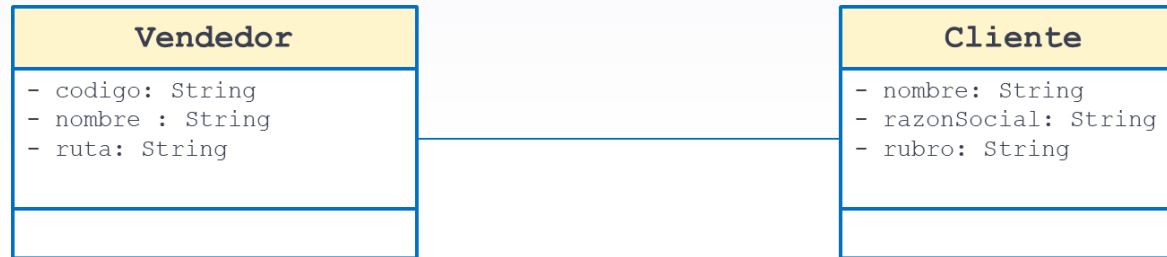 Vendedor
- codigo: String
- nombre : String
- ruta: String
Cliente
- nombre: String
- razonSocial: String
- rubro: String